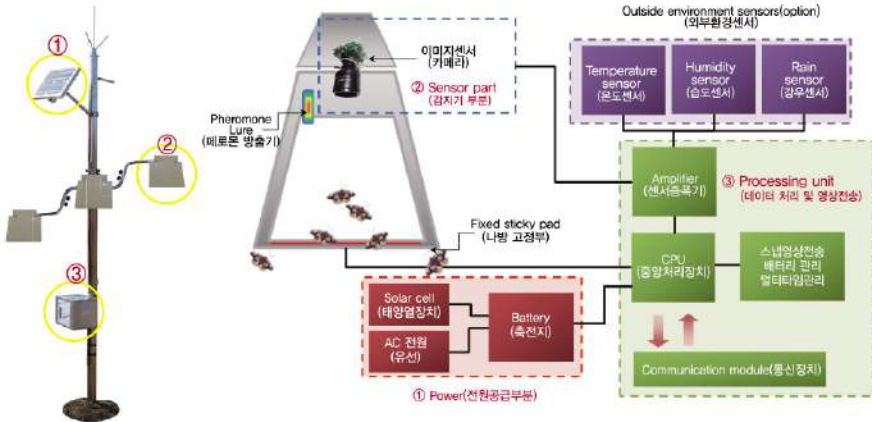 ①
②
③
이미지센서
(카메라)
② Sensor part
(감지기 부분)
Pheromone
Lure
(페로몬 방출기)
Fixed sticky pad
(나방 고정부)
Outside environment sensors(option)
(외부환경센서)
Temperature
sensor
(온도센서)
Humidity
sensor
(습도센서)
Rain
sensor
(강우센서)
Amplifier
(센서증폭기)
③ Processing unit
(데이터 처리 및 영상전송)
CPU
(중앙처리장치)
스냅영상전송
배터리 관리
멀티타임관리
Communication module(통신장치)
Solar cell
(태양열장치)
AC 전원
(유선)
Battery
(축전지)
① Power(전원공급부분)